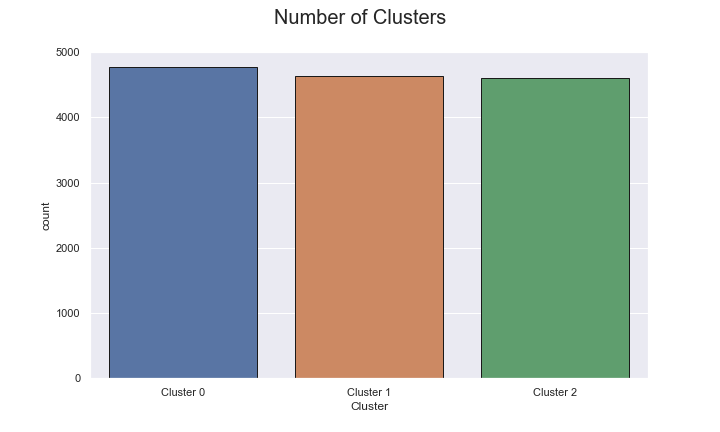 Number of Clusters
5000
4000
3000
2000
1000
0
count
Cluster 0
Cluster 1
Cluster 2
Cluster